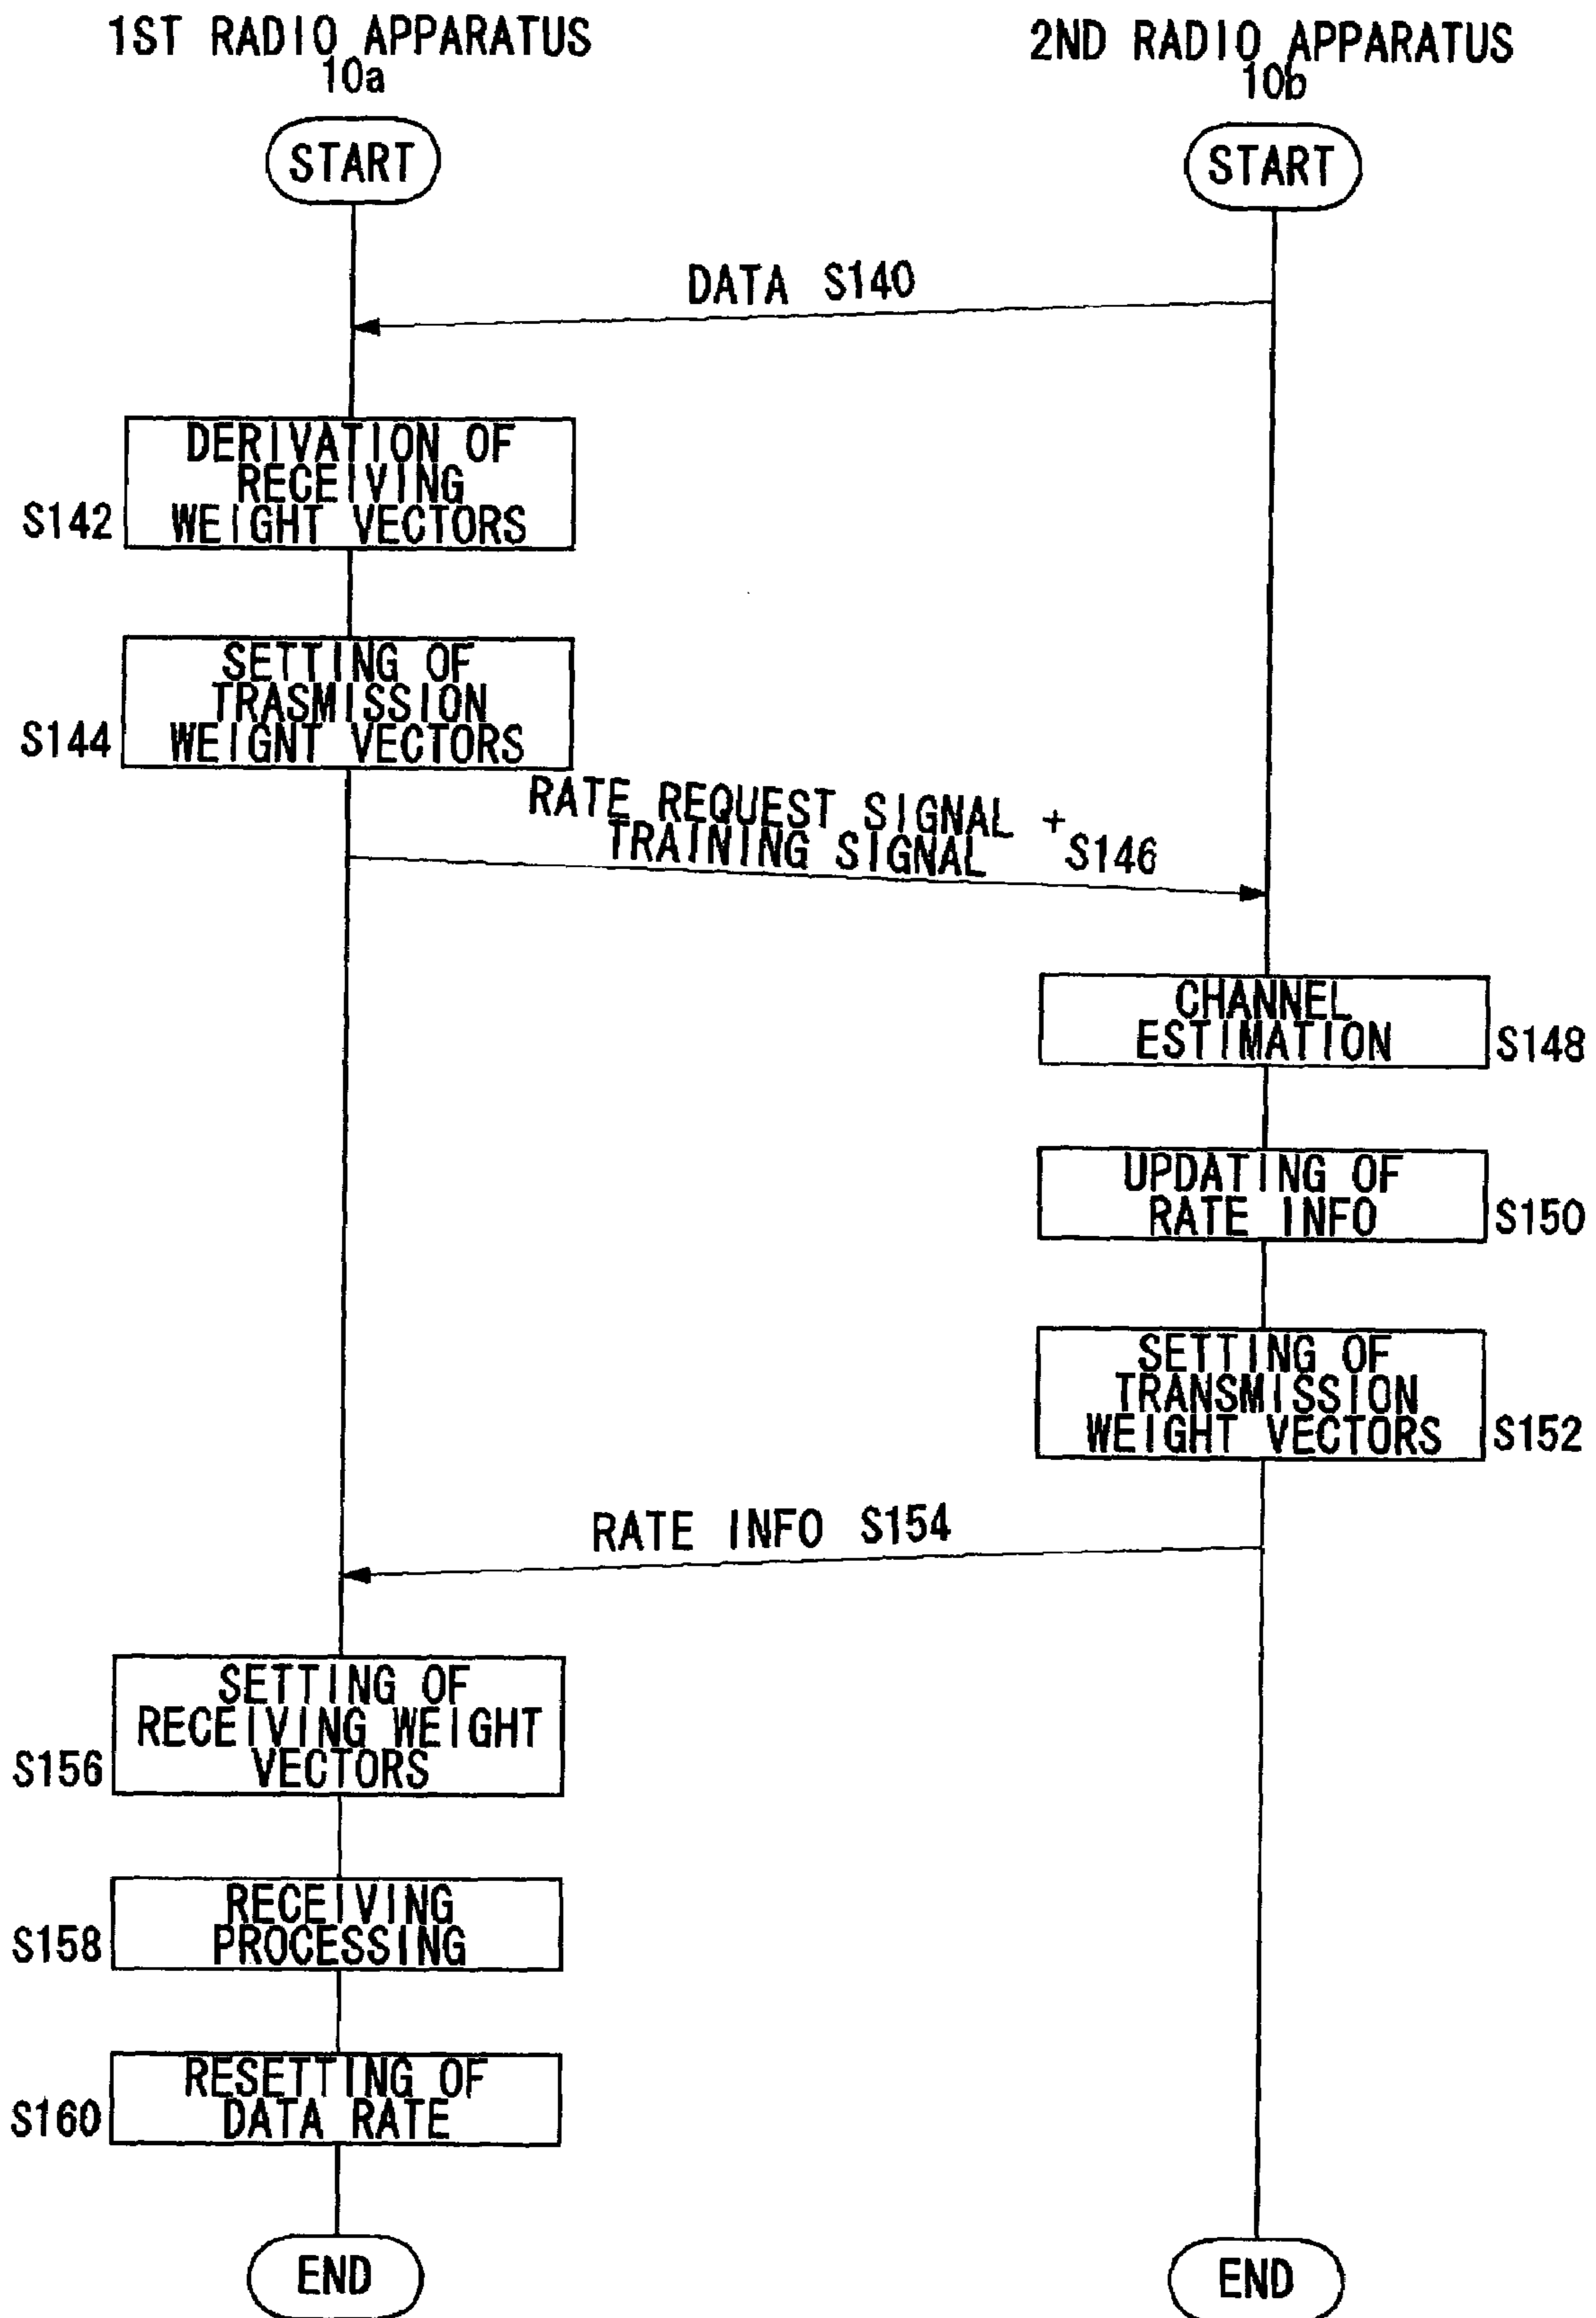 1ST RADIO APPARATUS
10a
2ND RADIO APPARATUS
10b
START
START
DATA S140
DERIVATION OF
RECEIVING
WEIGHT VECTORS
S142
SETTING OF
TRASMISSION
WEIGNT VECTORS
S144
RATE REQUEST SIGNAL +
TRAINING SIGNAL
S146
CHANNEL
ESTIMATION
S148
UPDATING OF
RATE INFO
S150
SETTING OF
TRANSMISSION
WEIGHT VECTORS
S152
RATE INFO S154
SETTING OF
RECEIVING WEIGHT
VECTORS
S156
RECEIVING
PROCESSING
S158
RESETTING OF
DATA RATE
S160
END
END